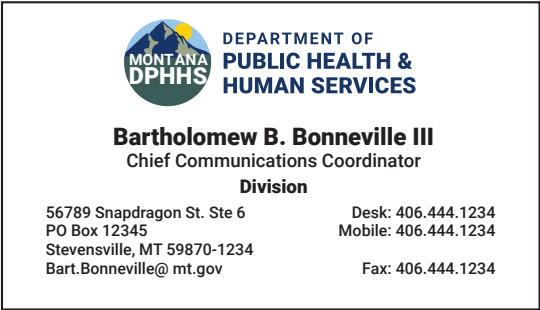 MONTANA
DPHHS
DEPARTMENT OF
PUBLIC HEALTH &
HUMAN SERVICES
Bartholomew B. Bonneville III
Chief Communications Coordinator
Division
56789 Snapdragon St. Ste 6
PO Box 12345
Stevensville, MT 59870-1234
Bart.Bonneville@ mt.gov
Desk: 406.444.1234
Mobile: 406.444.1234
Fax: 406.444.1234